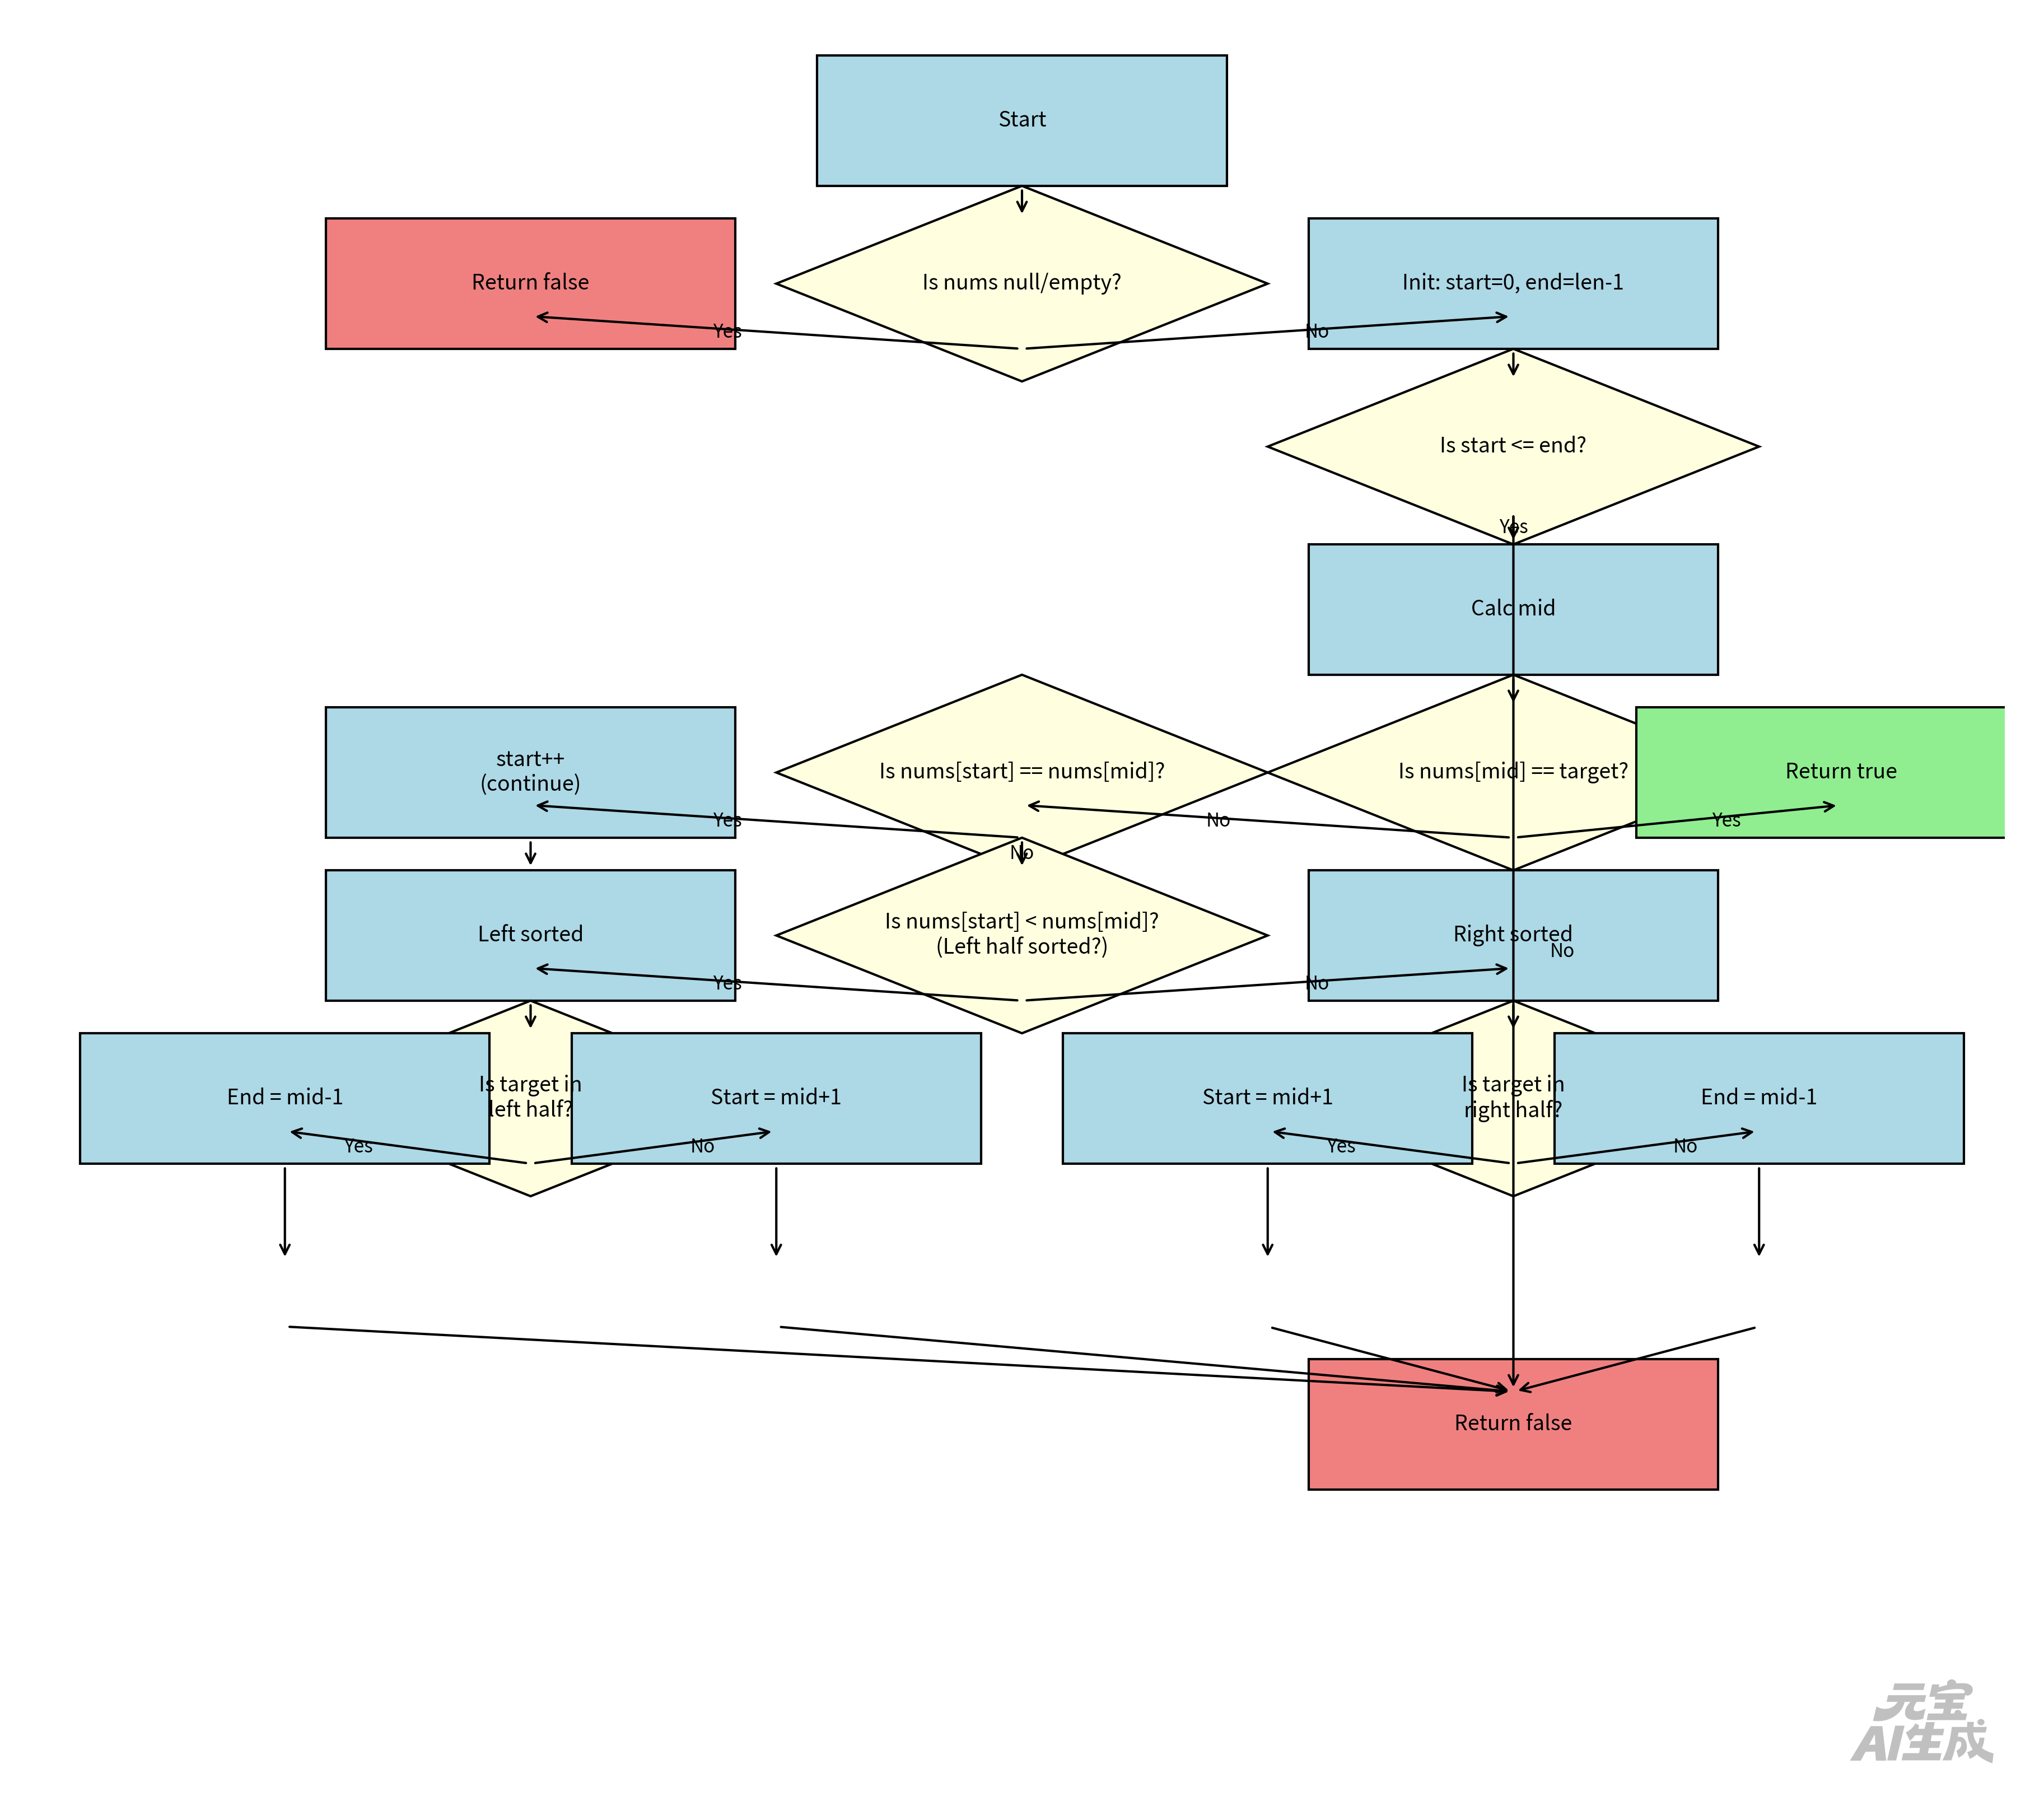 Start
Return false
Is nums null/empty?
Init: start=0, end=len-1
Yes
No
Is start <= end?
Yes
Calc mid
start++
(continue)
Is nums[start] == nums[mid]?
Is nums[mid] == target?
Return true
Yes
No
Yes
No
Left sorted
Is nums[start] < nums[mid]?
(Left half sorted?)
Right sorted
No
Yes
No
End = mid-1
Is target in
left half?
Start = mid+1
Start = mid+1
Is target in
right half?
End = mid-1
Yes
No
Yes
No
Return false
元宝
AI生成